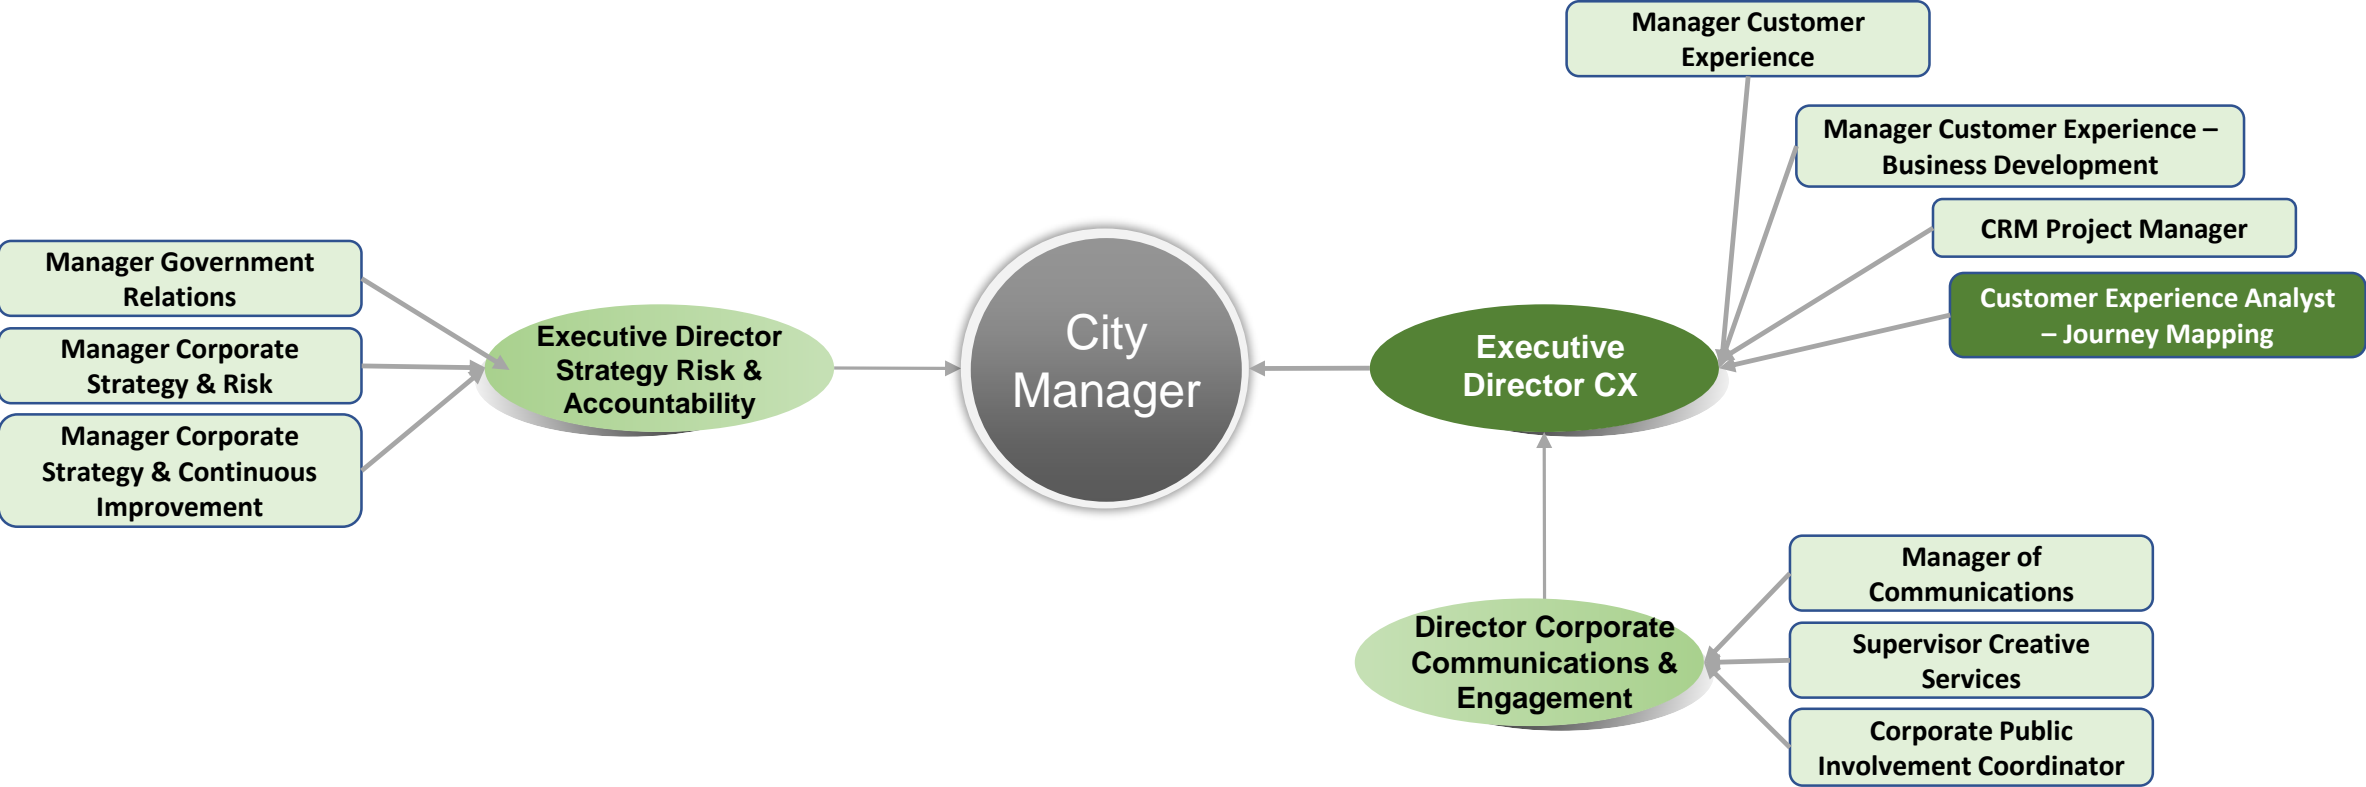 Manager Customer
Experience
Manager Customer Experience –
Business Development
CRM Project Manager
Customer Experience Analyst
– Journey Mapping
Manager Government
Relations
Manager Corporate
Strategy & Risk
Manager Corporate
Strategy & Continuous
Improvement
Executive Director
Strategy Risk &
Accountability
City
Manager
Executive
Director CX
Director Corporate
Communications &
Engagement
Manager of
Communications
Supervisor Creative
Services
Corporate Public
Involvement Coordinator